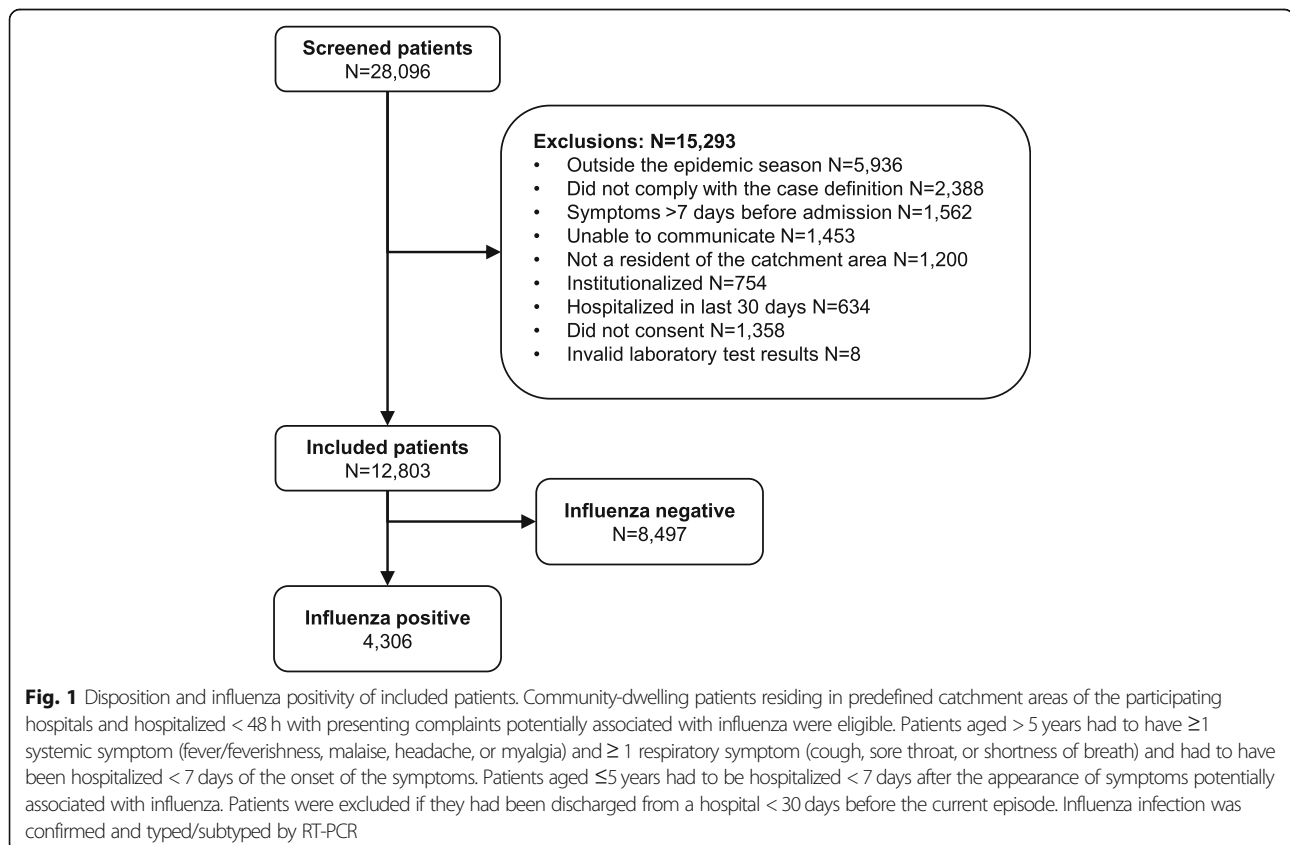 Screened patients
N=28,096
Exclusions: N=15,293
• Outside the epidemic season N=5,936
• Did not comply with the case definition N=2,388
• Symptoms >7 days before admission N=1,562
• Unable to communicate N=1,453
• Not a resident of the catchment area N=1,200
• Institutionalized N=754
• Hospitalized in last 30 days N=634
• Did not consent N=1,358
• Invalid laboratory test results N=8
Included patients
N=12,803
Influenza negative
N=8,497
Influenza positive
4,306
Fig. 1 Disposition and influenza positivity of included patients. Community-dwelling patients residing in predefined catchment areas of the participating
hospitals and hospitalized < 48 h with presenting complaints potentially associated with influenza were eligible. Patients aged > 5 years had to have ≥1
systemic symptom (fever/feverishness, malaise, headache, or myalgia) and ≥ 1 respiratory symptom (cough, sore throat, or shortness of breath) and had to have
been hospitalized < 7 days of the onset of the symptoms. Patients aged ≤5 years had to be hospitalized < 7 days after the appearance of symptoms potentially
associated with influenza. Patients were excluded if they had been discharged from a hospital < 30 days before the current episode. Influenza infection was
confirmed and typed/subtyped by RT-PCR